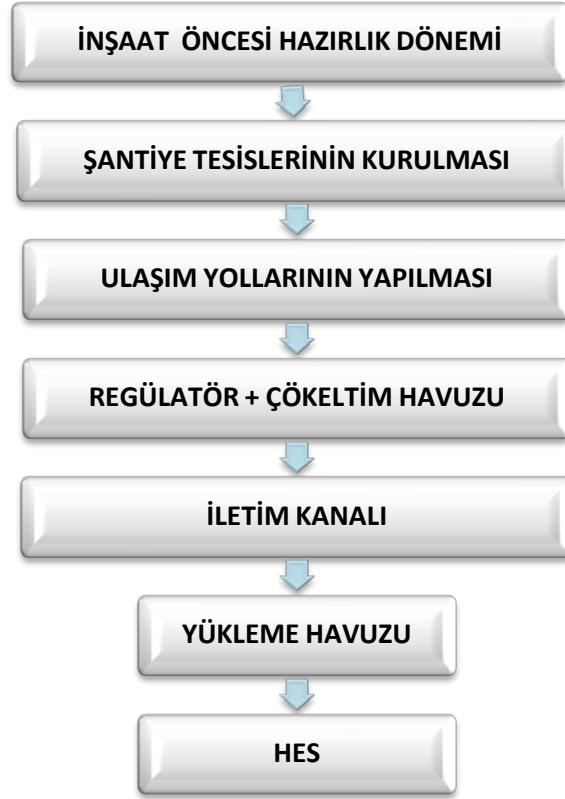 İNŞAAT ÖNCESİ HAZIRLIK DÖNEMİ
ŞANTİYE TESİSLERİNİN KURULMASI
ULAŞIM YOLLARININ YAPILMASI
REGÜLATÖR + ÇÖKELTİM HAVUZU
İLETİM KANALI
YÜKLEME HAVUZU
HES